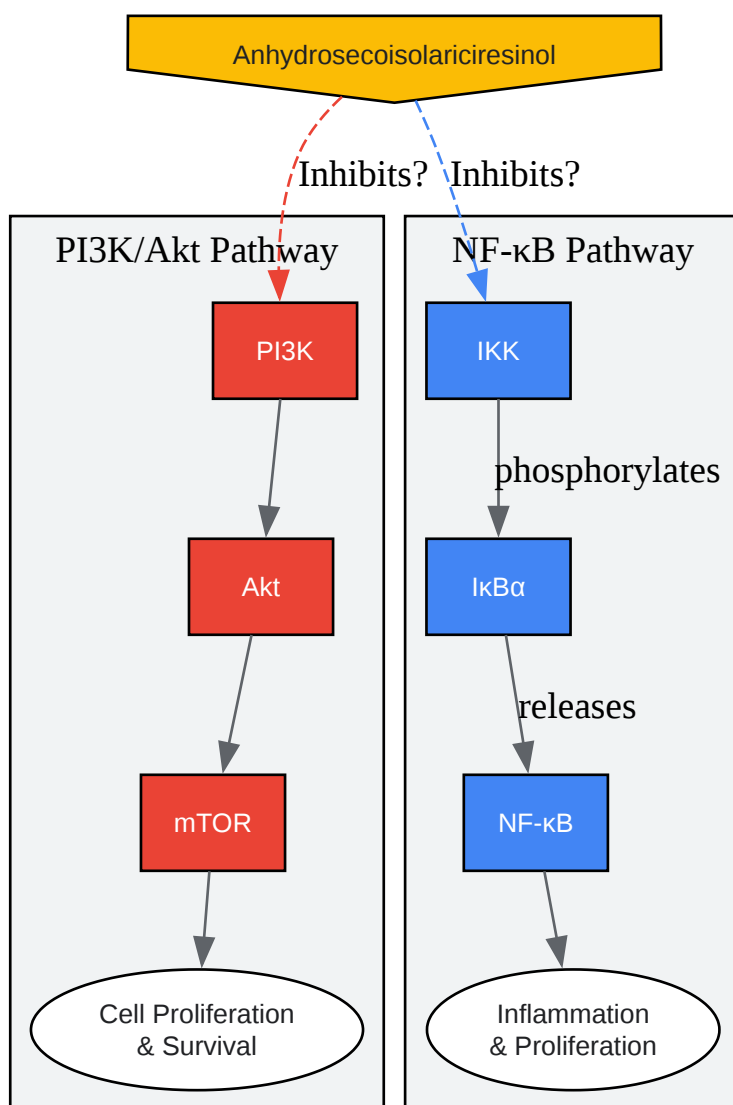 Anhydrosecoisolariciresinol
Inhibits?
Inhibits?
PI3K/Akt Pathway
PI3K
Akt
mTOR
Cell Proliferation
& Survival
NF-κB Pathway
IKK
phosphorylates
IκBα
releases
NF-κB
Inflammation
& Proliferation